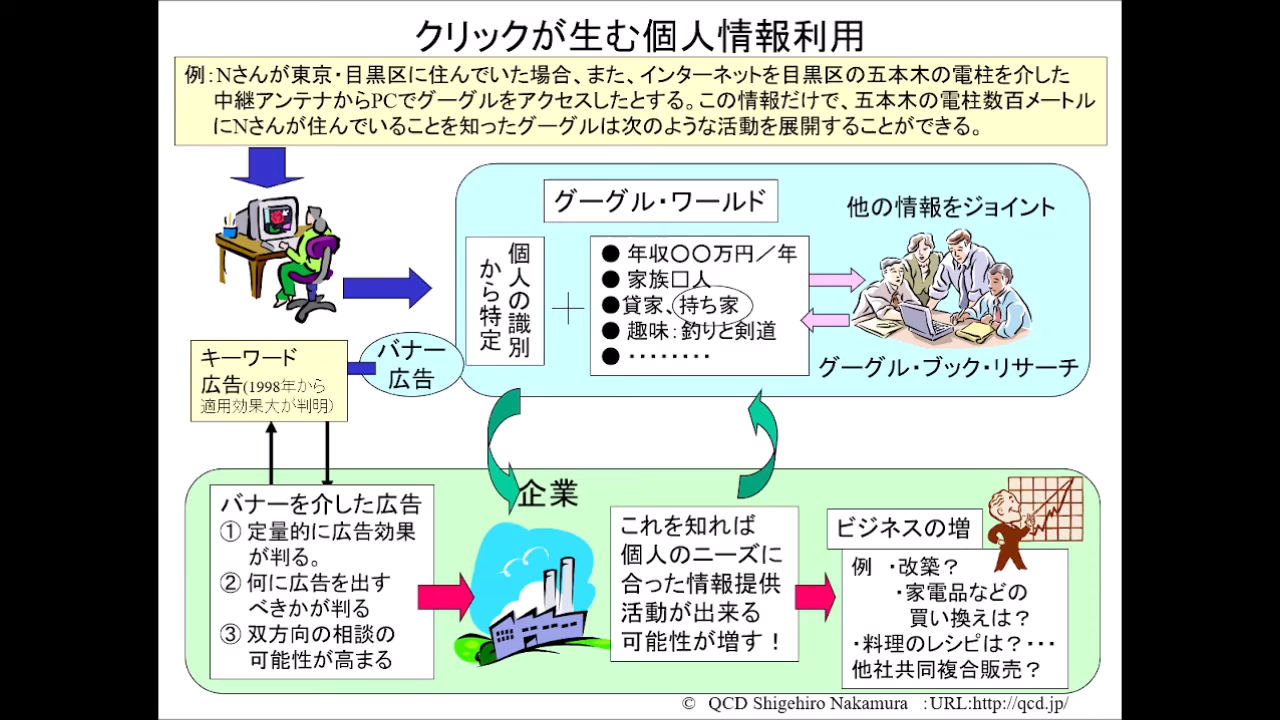 クリックが生む個人情報利用
例：Nさんが東京・目黒区に住んでいた場合、また、インターネットを目黒区の五本木の電柱を介した
中継アンテナからPCでグーグルをアクセスしたとする。この情報だけで、五本木の電柱数百メートル
にNさんが住んでいることを知ったグーグルは次のような活動を展開することができる。
グーグル・ワールド
他の情報をジョイント
個人の識別
から特定
＋
● 年収〇〇万円／年
● 家族□人
●貸家、持ち家
● 趣味：釣りと剣道
● ・・・・・・・・
グーグル・ブック・リサーチ
バナー
広告
キーワード
広告(1998年から
適用効果大が判明)
企業
バナーを介した広告
① 定量的に広告効果
が判る。
② 何に広告を出す
べきかが判る
③ 双方向の相談の
可能性が高まる
これを知れば
個人のニーズに
合った情報提供
活動が出来る
可能性が増す！
ビジネスの増
例 ・改築？
・家電品などの
買い換えは？
・料理のレシピは？・・・
他社共同複合販売？
© QCD Shigehiro Nakamura ：URL:http://qcd.jp/